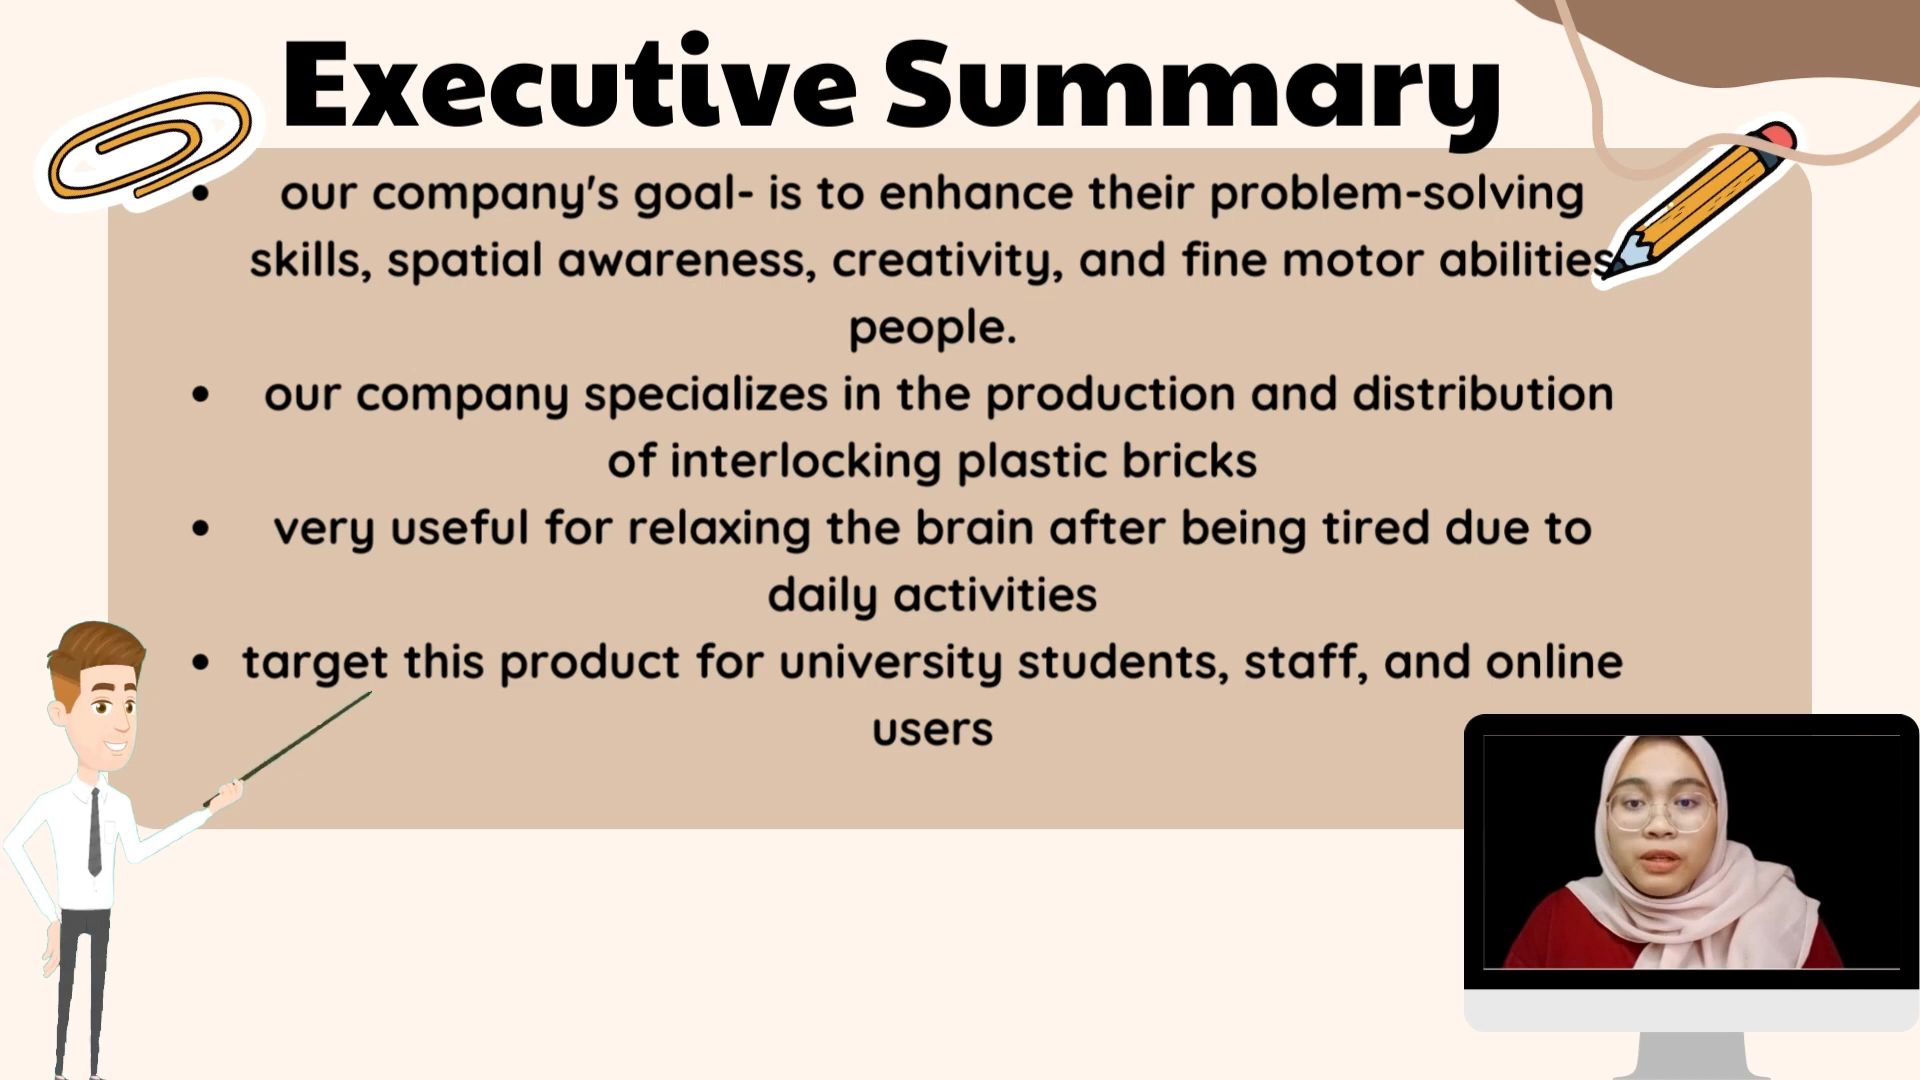 Executive Summary
• our company's goal- is to enhance their problem-solving
skills, spatial awareness, creativity, and fine motor abilities
people.
• our company specializes in the production and distribution
of interlocking plastic bricks
• very useful for relaxing the brain after being tired due to
daily activities
• target this product for university students, staff, and online
users